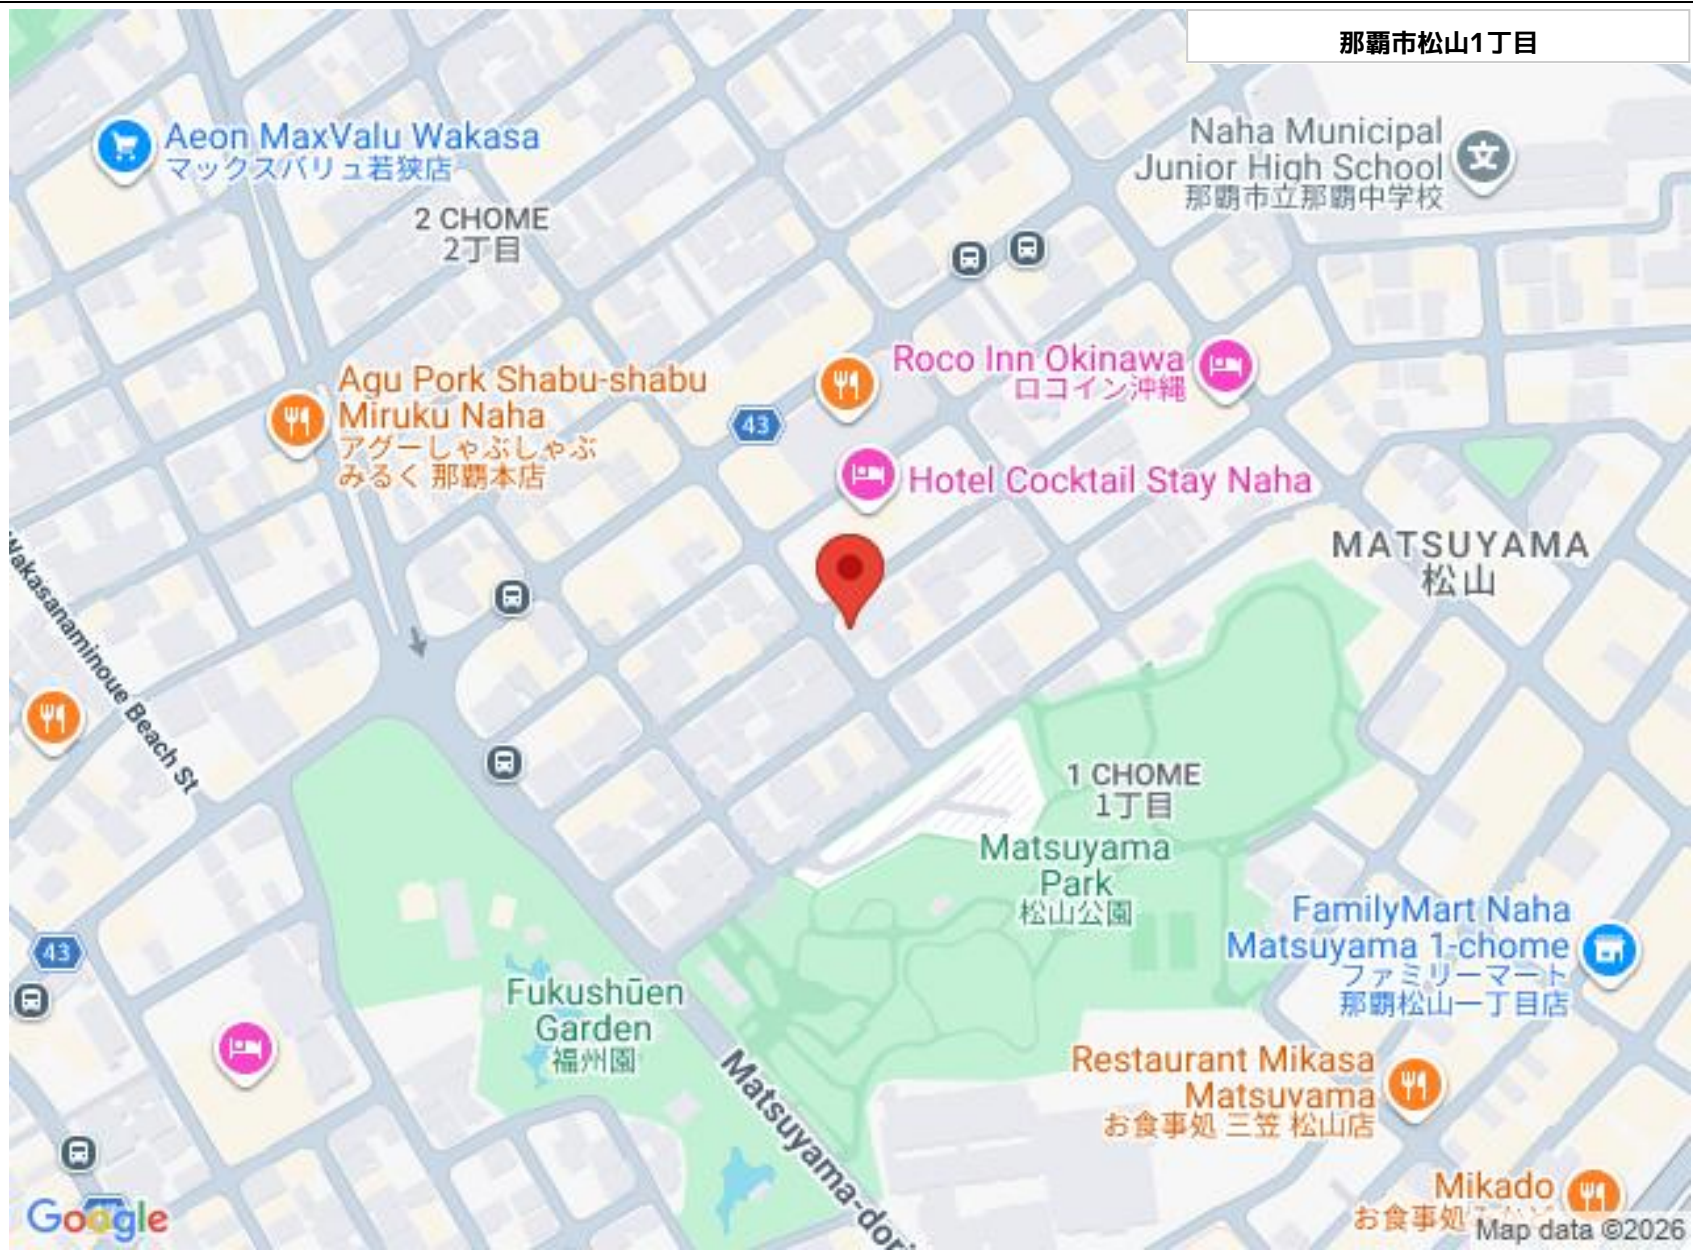 那覇市松山1丁目
Aeon MaxValu Wakasa
マックスバリュ若狭店
Naha Municipal
Junior High School
那覇市立那覇中学校
文
2 CHOME
2丁目
Roco Inn Okinawa
ロコイン沖縄
Agu Pork Shabu-shabu
Miruku Naha
アグーしゃぶしゃぶ
みるく 那覇本店
43
Hotel Cocktail Stay Naha
MATSUYAMA
松山
Wakasanaminoue Beach St
1 CHOME
1丁目
Matsuyama
Park
松山公園
FamilyMart Naha
Matsuyama 1-chome
ファミリーマート
那覇松山一丁目店
43
Fukushūen
Garden
福州園
Restaurant Mikasa
Matsuyama
お食事処 三笠 松山店
Matsuyama-dori
Mikado
お食事処
Google
Map data ©2026